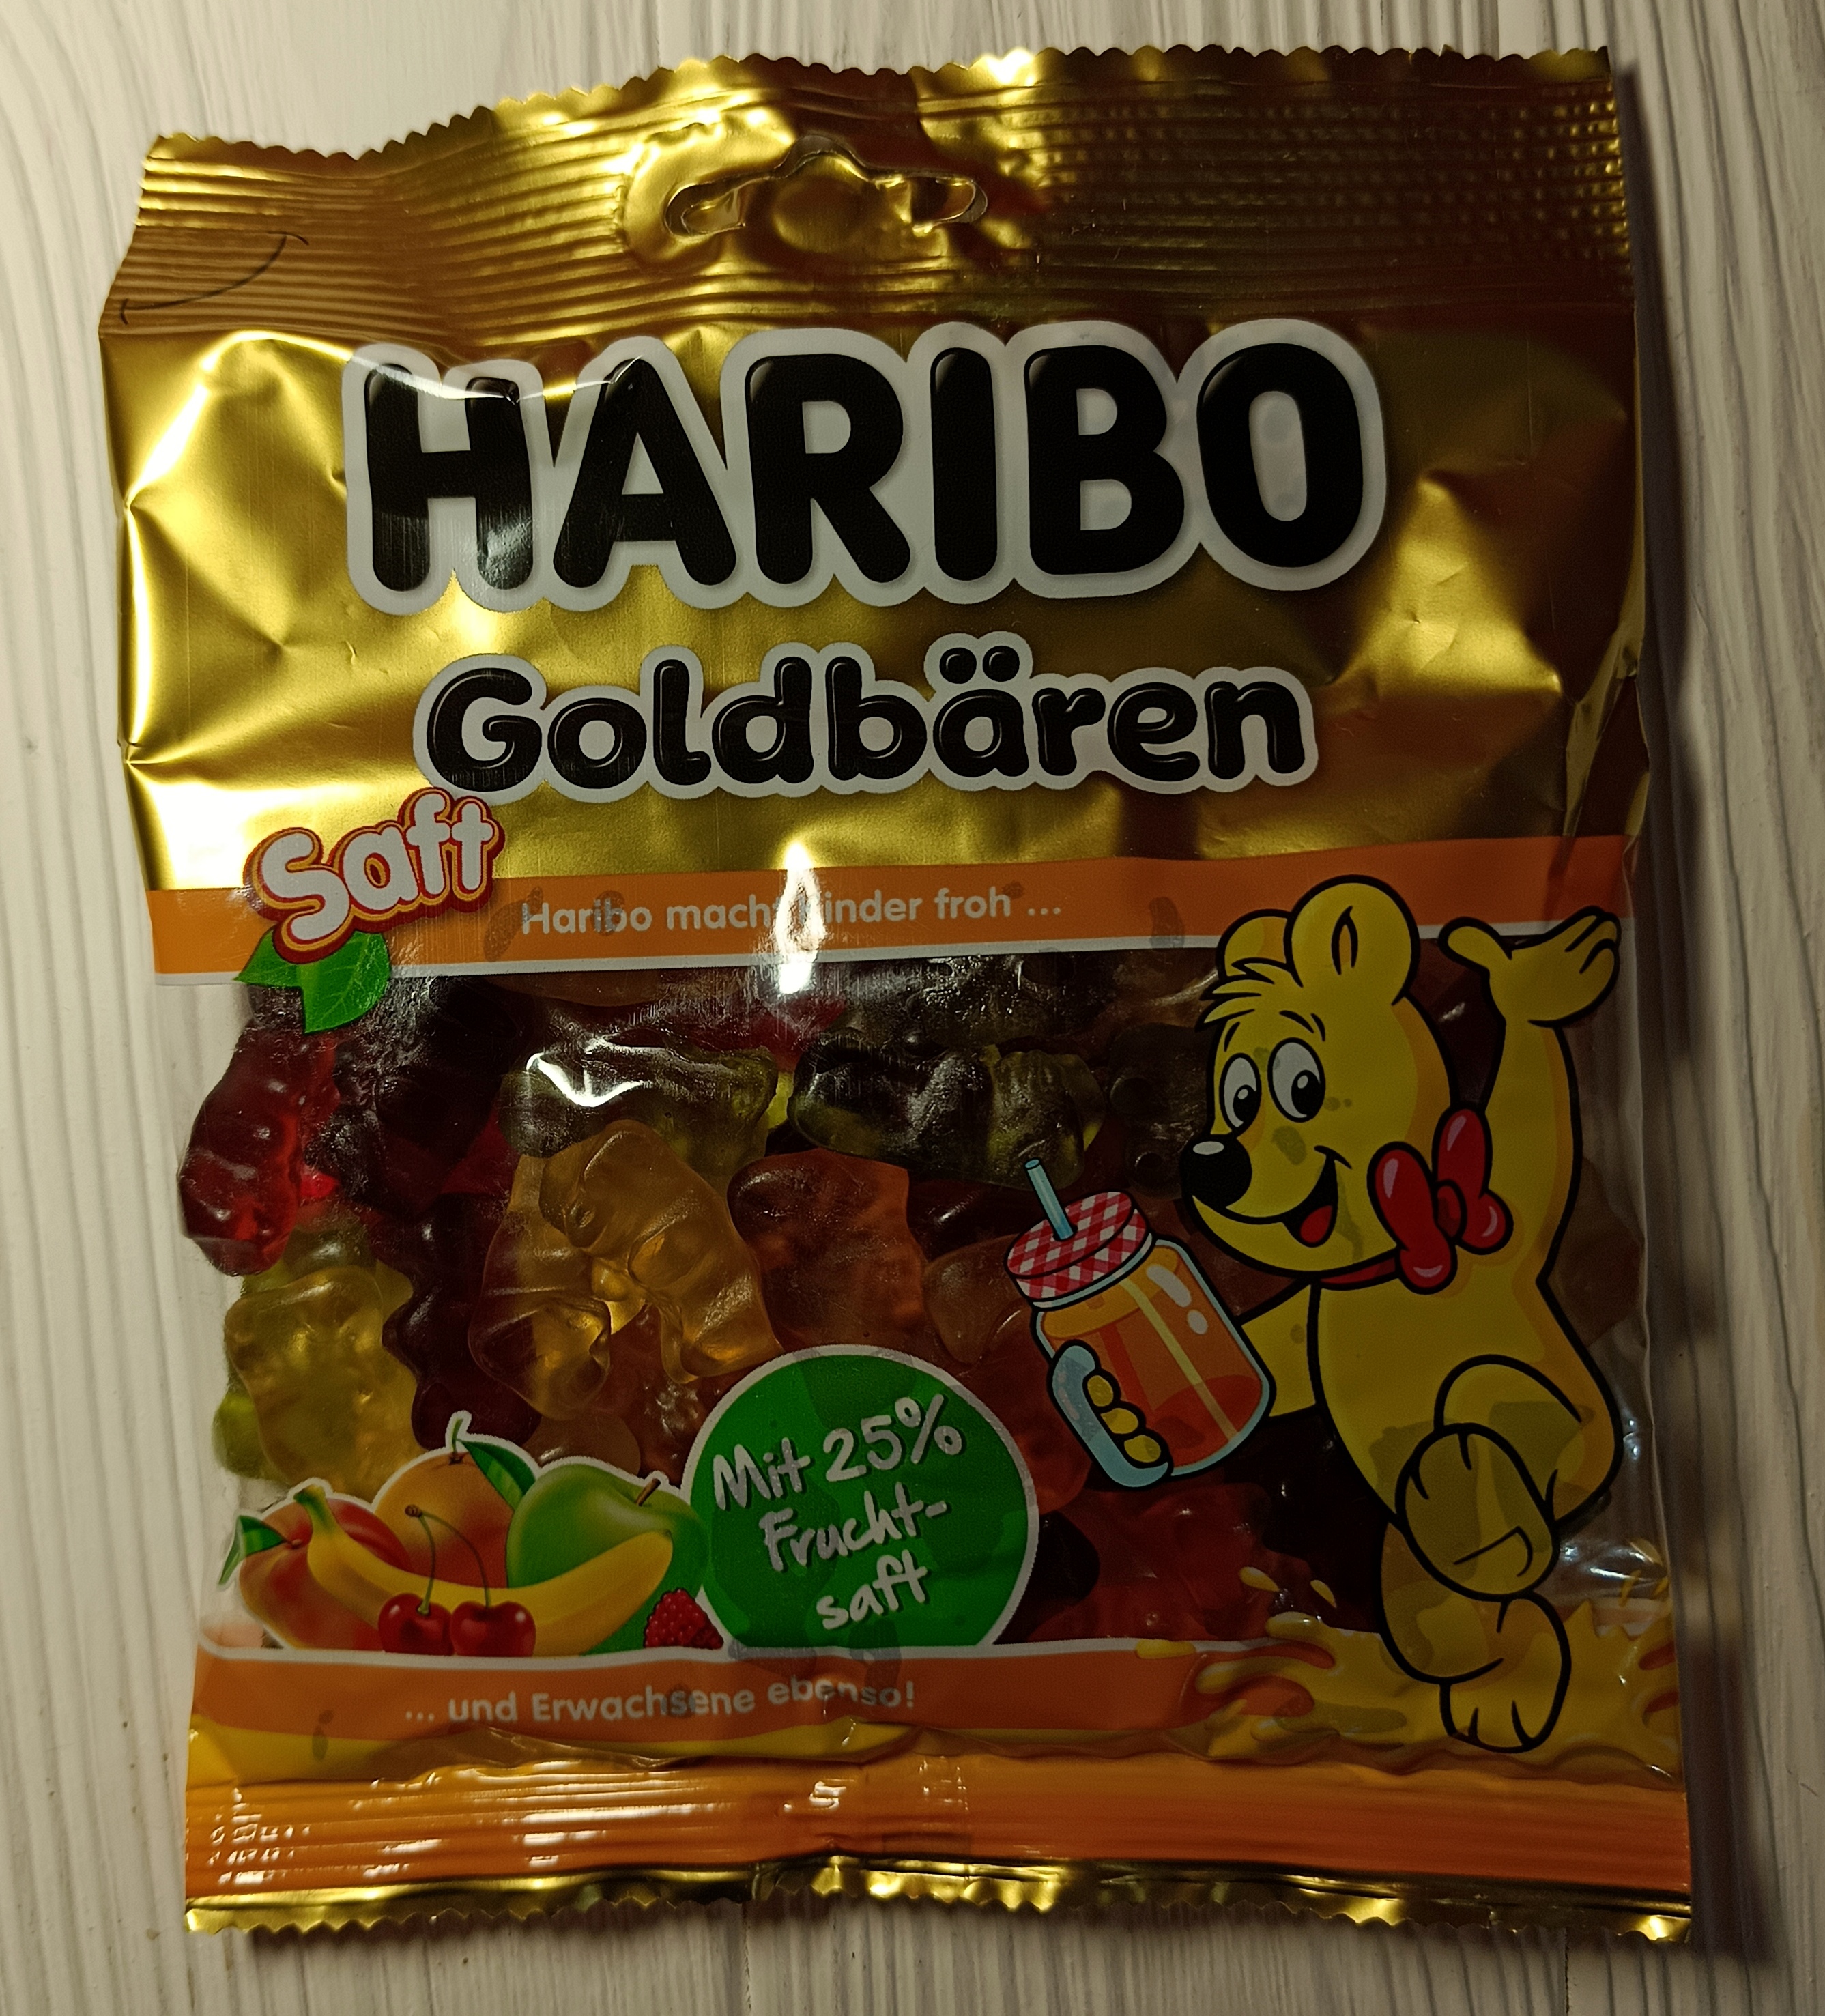 HARIBO
Goldbären
Saft
Haribo macht Kinder froh ...
Mit 25%
Frucht-
saft
... und Erwachsene ebenso!